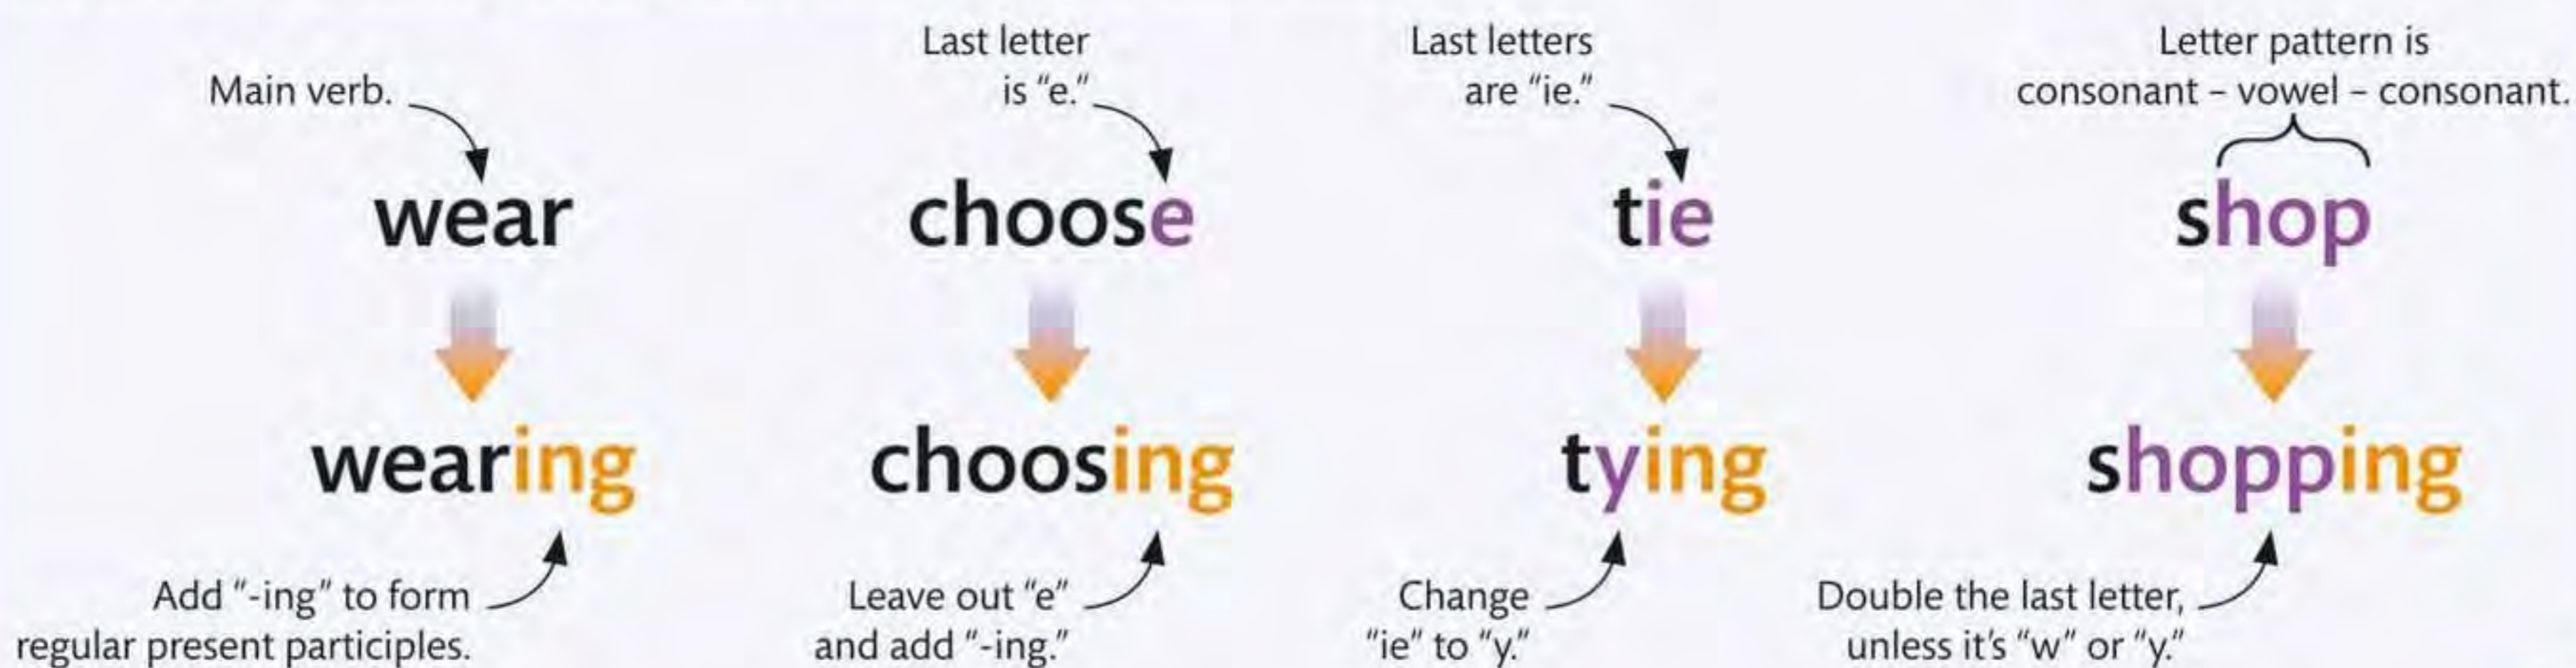 Main verb.
wear
wearing
Add “-ing” to form
regular present participles.
Last letter
is “e.”
choose
choosing
Leave out “e”
and add “-ing.”
Last letters
are “ie.”
tie
tying
Change
“ie” to “y.”
Letter pattern is
consonant – vowel – consonant.
shop
shopping
Double the last letter,
unless it’s “w” or “y.”